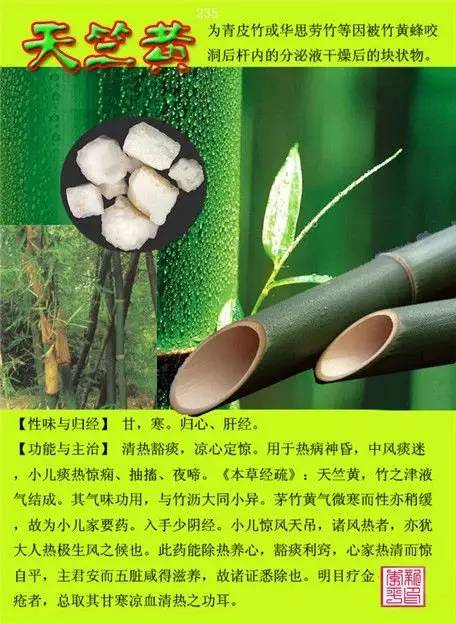 235
天竺黄
为青皮竹或华思劳竹等因被竹黄蜂咬
洞后杆内的分泌液干燥后的块状物。
【性味与归经】 甘，寒。归心、肝经。
【功能与主治】 清热豁痰，凉心定惊。用于热病神昏，中风痰迷
，小儿痰热惊痫、抽搐、夜啼。《本草经疏》：天竺黄，竹之津液
气结成。其气味功用，与竹沥大同小异。茅竹黄气微寒而性亦稍缓
，故为小儿家要药。入手少阴经。小儿惊风天吊，诸风热者，亦犹
大人热极生风之候也。此药能除热养心，豁痰利窍，心家热清而惊
自平，主君安而五脏咸得滋养，故诸证悉除也。明目疗金
疮者，总取其甘寒凉血清热之功耳。